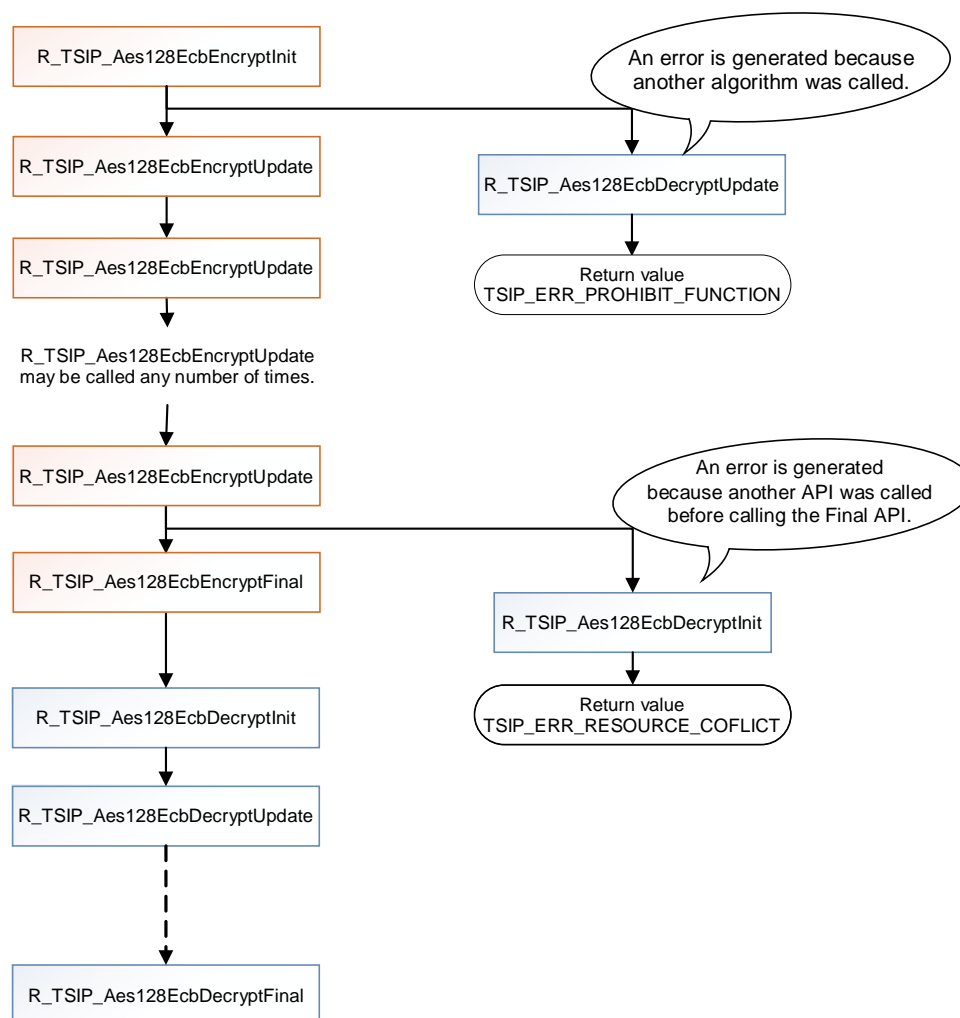 R_TSIP_Aes128EcbEncryptInit
An error is generated because
another algorithm was called.
R_TSIP_Aes128EcbEncryptUpdate
R_TSIP_Aes128EcbDecryptUpdate
R_TSIP_Aes128EcbEncryptUpdate
Return value
TSIP_ERR_PROHIBIT_FUNCTION
R_TSIP_Aes128EcbEncryptUpdate
may be called any number of times.
R_TSIP_Aes128EcbEncryptUpdate
An error is generated
because another API was called
before calling the Final API.
R_TSIP_Aes128EcbEncryptFinal
R_TSIP_Aes128EcbDecryptInit
Return value
TSIP_ERR_RESOURCE_COFLICT
R_TSIP_Aes128EcbDecryptInit
R_TSIP_Aes128EcbDecryptUpdate
R_TSIP_Aes128EcbDecryptFinal